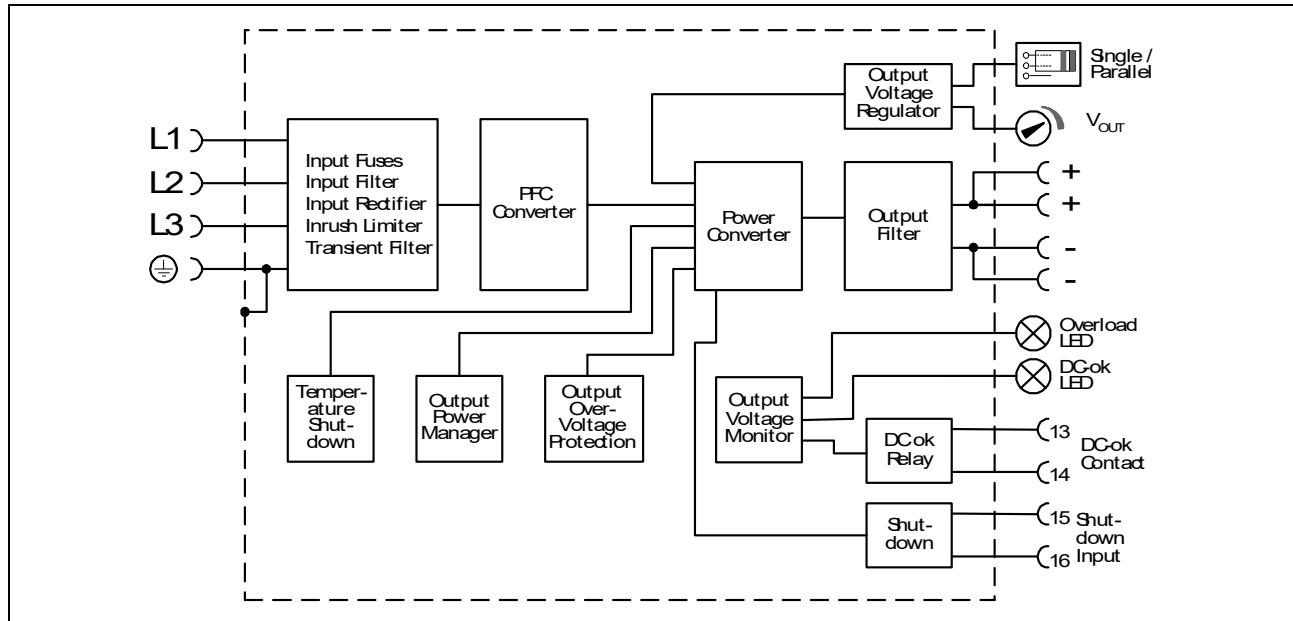 L1
L2
L3
Input Fuses
Input Filter
Input Rectifier
Inrush Limiter
Transient Filter
PFC
Converter
Power
Converter
Output
Voltage
Regulator
Single /
Parallel
VOUT
Output
Filter
+
+
-
-
Temper-
ature
Shut-
down
Output
Power
Manager
Output
Over-
Voltage
Protection
Output
Voltage
Monitor
Overload
LED
DC-ok
LED
DC ok
Relay
13
14
DC-ok
Contact
Shut-
down
15
16
Shut-
down
Input